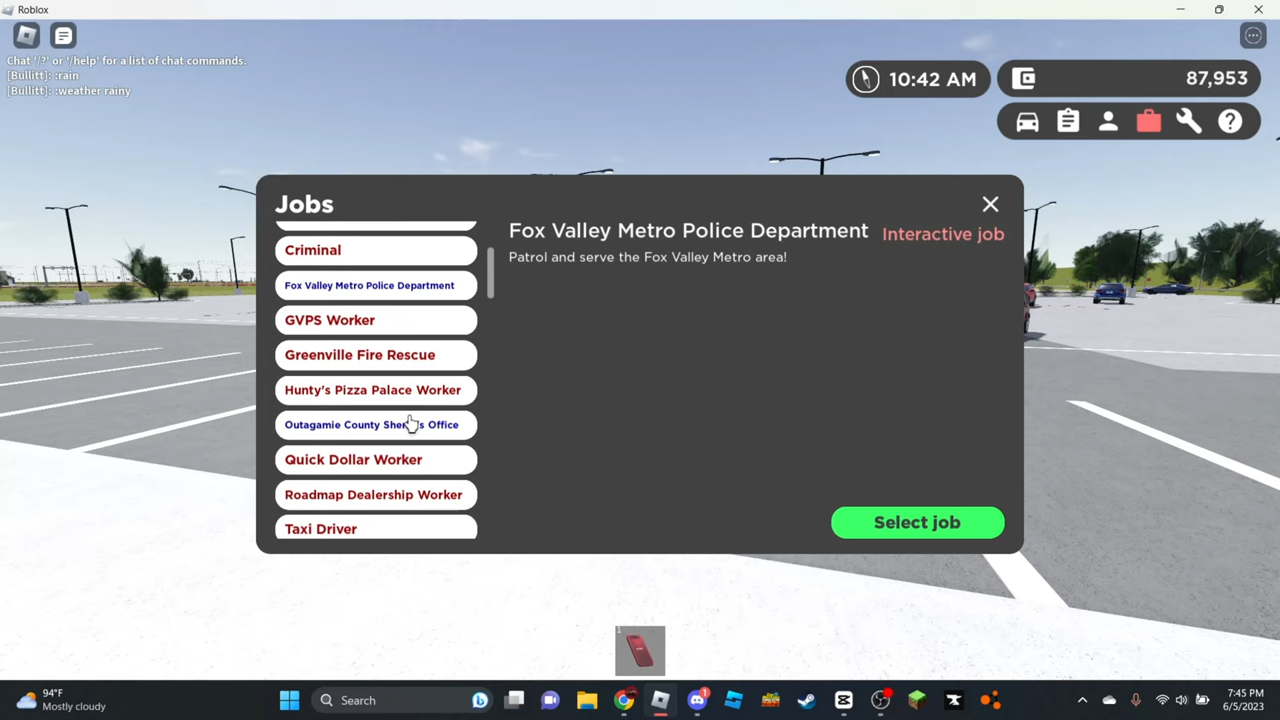 Roblox
Chat '/?' or '/help' for a list of chat commands.
[Bullitt]: :rain
[Bullitt]: :weather rainy
10:42 AM
87,953
Jobs
Criminal
Fox Valley Metro Police Department
GVPS Worker
Greenville Fire Rescue
Hunty's Pizza Palace Worker
Outagamie County Sheriff's Office
Quick Dollar Worker
Roadmap Dealership Worker
Taxi Driver
Fox Valley Metro Police Department
Interactive job
Patrol and serve the Fox Valley Metro area!
Select job
1
94°F
Mostly cloudy
Search
1
7:45 PM
6/5/2023